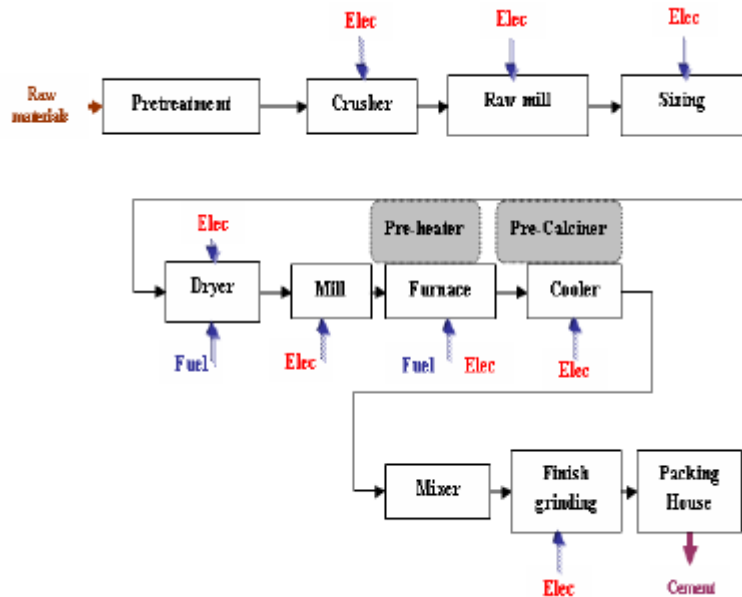 Elec
Elec
Elec
Raw
materials
Pretreatment
Crusher
Raw mill
Sizing
Elec
Pre-heater
Pre-Calciner
Dryer
Mill
Furnace
Cooler
Fuel
Elec
Fuel
Elec
Elec
Mixer
Finish
grinding
Packing
House
Elec
Cement